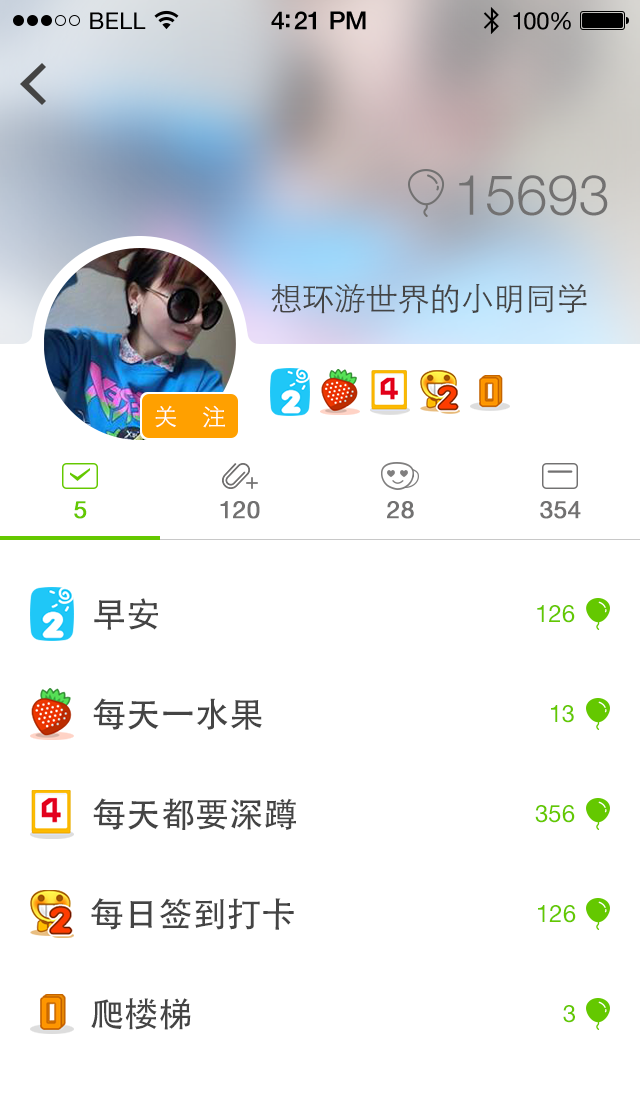 BELL 4:21 PM 100%
15693
想环游世界的小明同学
关 注
2 4 2 0
5 120 28 354
2 早安 126
每天一水果 13
4 每天都要深蹲 356
2 每日签到打卡 126
0 爬楼梯 3